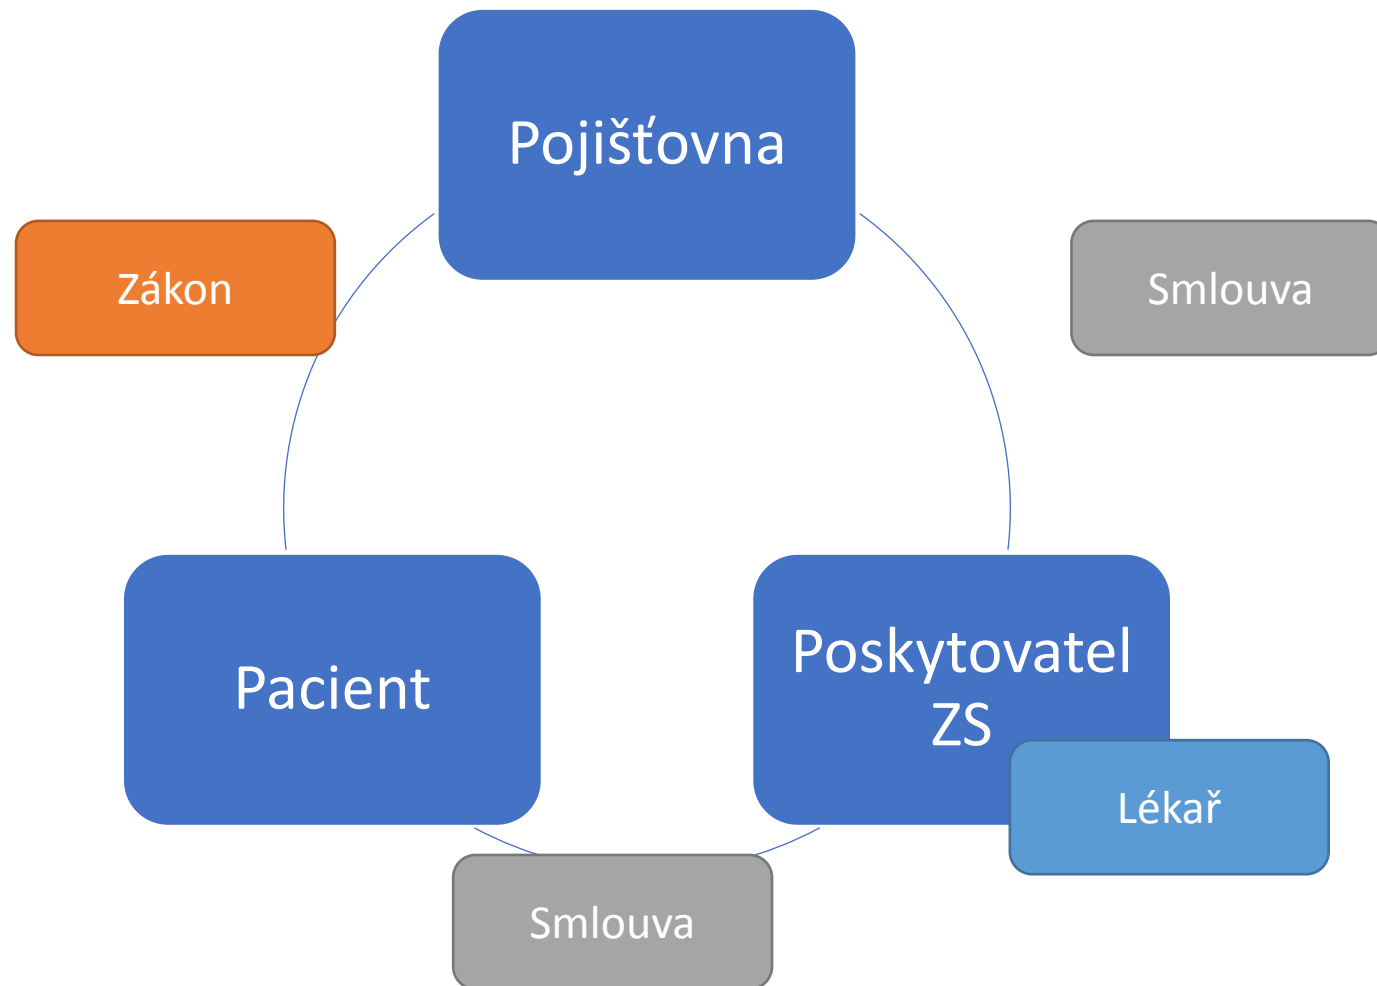 Pojišťovna
Zákon
Smlouva
Pacient
Poskytovatel
ZS
Lékař
Smlouva